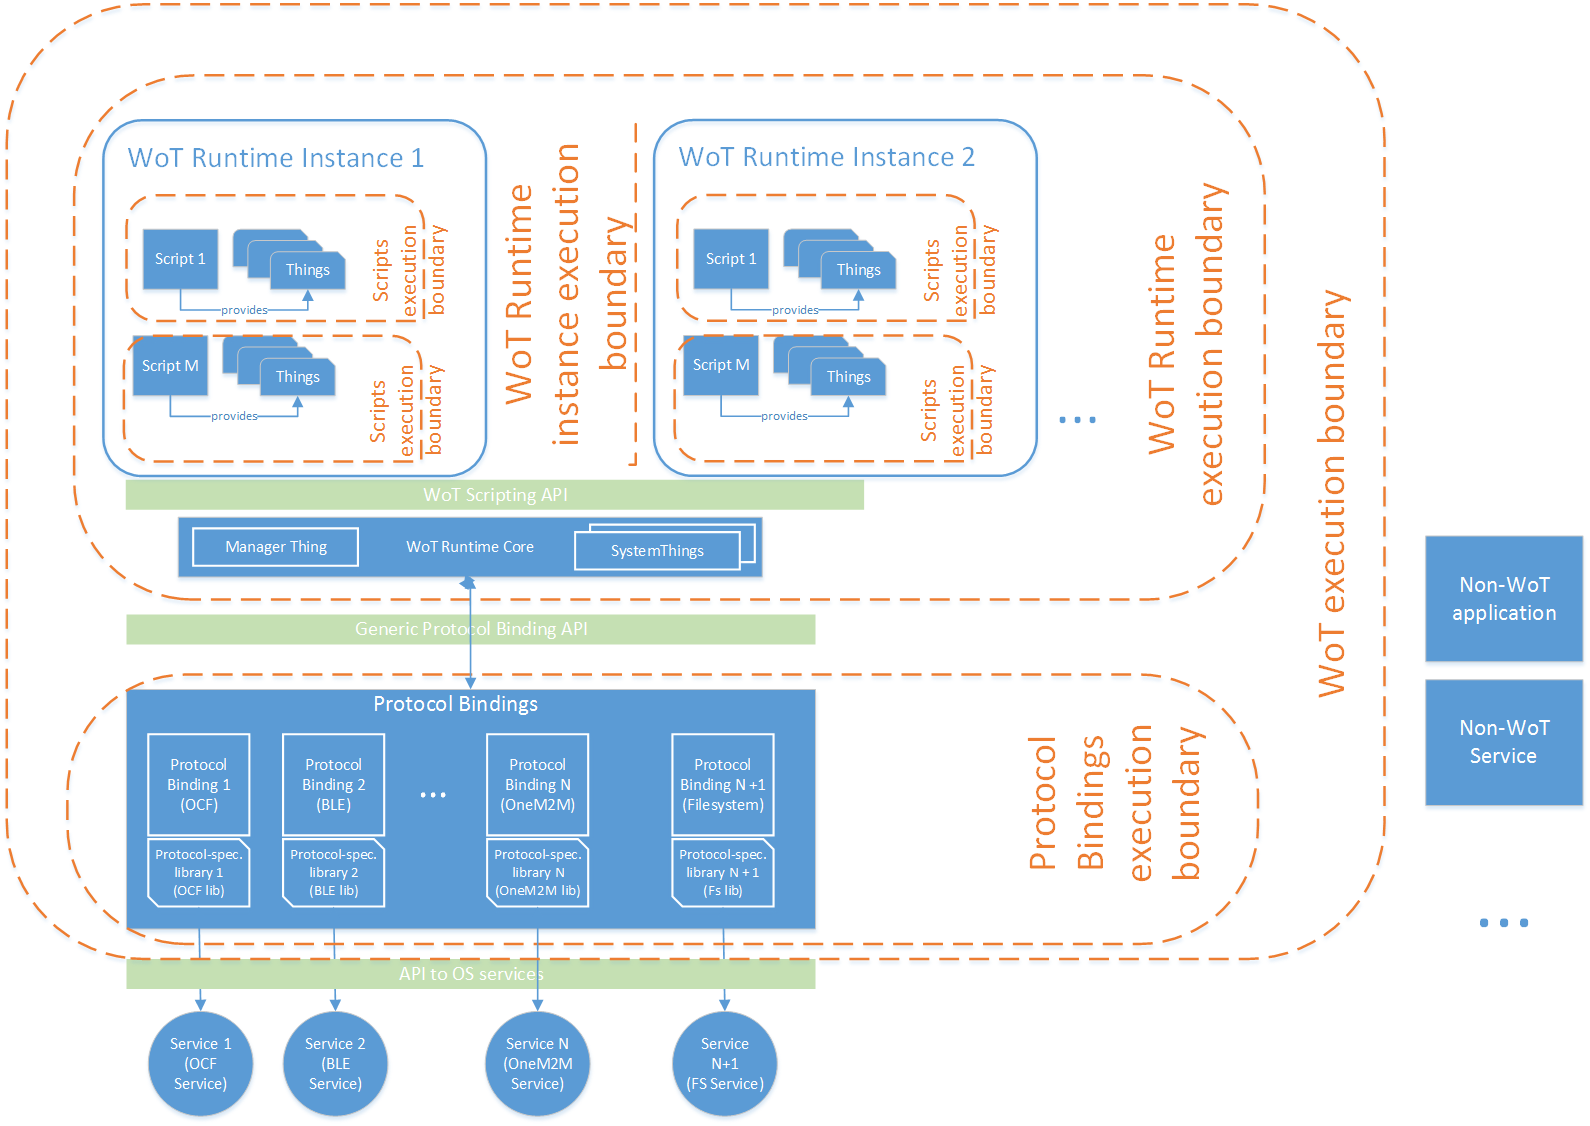 WoT Runtime Instance 1
Script 1
Things
provides
Scripts
execution
boundary
Script M
Things
provides
Scripts
execution
boundary
WoT Runtime
instance execution
boundary
WoT Runtime Instance 2
Script 1
Things
provides
Scripts
execution
boundary
Script M
Things
provides
Scripts
execution
boundary
...
WoT Runtime
execution boundary
WoT execution boundary
WoT Scripting API
Manager Thing
WoT Runtime Core
SystemThings
Generic Protocol Binding API
Protocol Bindings
Protocol
Binding 1
(OCF)
Protocol
Binding 2
(BLE)
...
Protocol
Binding N
(OneM2M)
Protocol
Binding N +1
(Filesystem)
Protocol-spec.
library 1
(OCF lib)
Protocol-spec.
library 2
(BLE lib)
Protocol-spec.
library N
(OneM2M lib)
Protocol-spec.
library N +1
(Fs lib)
Protocol
Bindings
execution
boundary
API to OS services
Service 1
(OCF
Service)
Service 2
(BLE
Service)
Service N
(OneM2M
Service)
Service
N+1
(FS Service)
Non-WoT
application
Non-WoT
Service
...